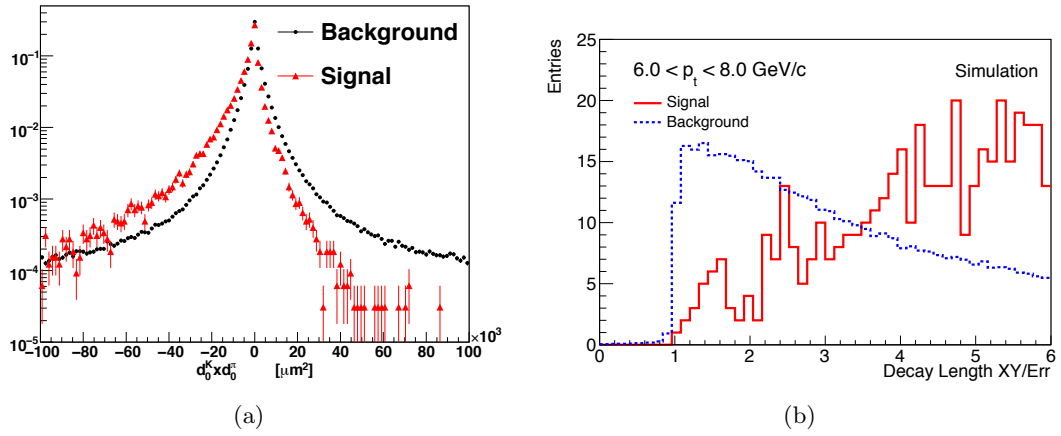 Background
Signal
10⁻¹
10⁻²
10⁻³
10⁻⁴
10⁻⁵
−100 −80 −60 −40 −20 0 20 40 60 80 100
×10³
d₀ᴷxd₀^π [μm²]
(a)
Entries
25
20
15
10
5
0
6.0 < pₜ < 8.0 GeV/c
Simulation
Signal
Background
0 1 2 3 4 5 6
Decay Length XY/Err
(b)